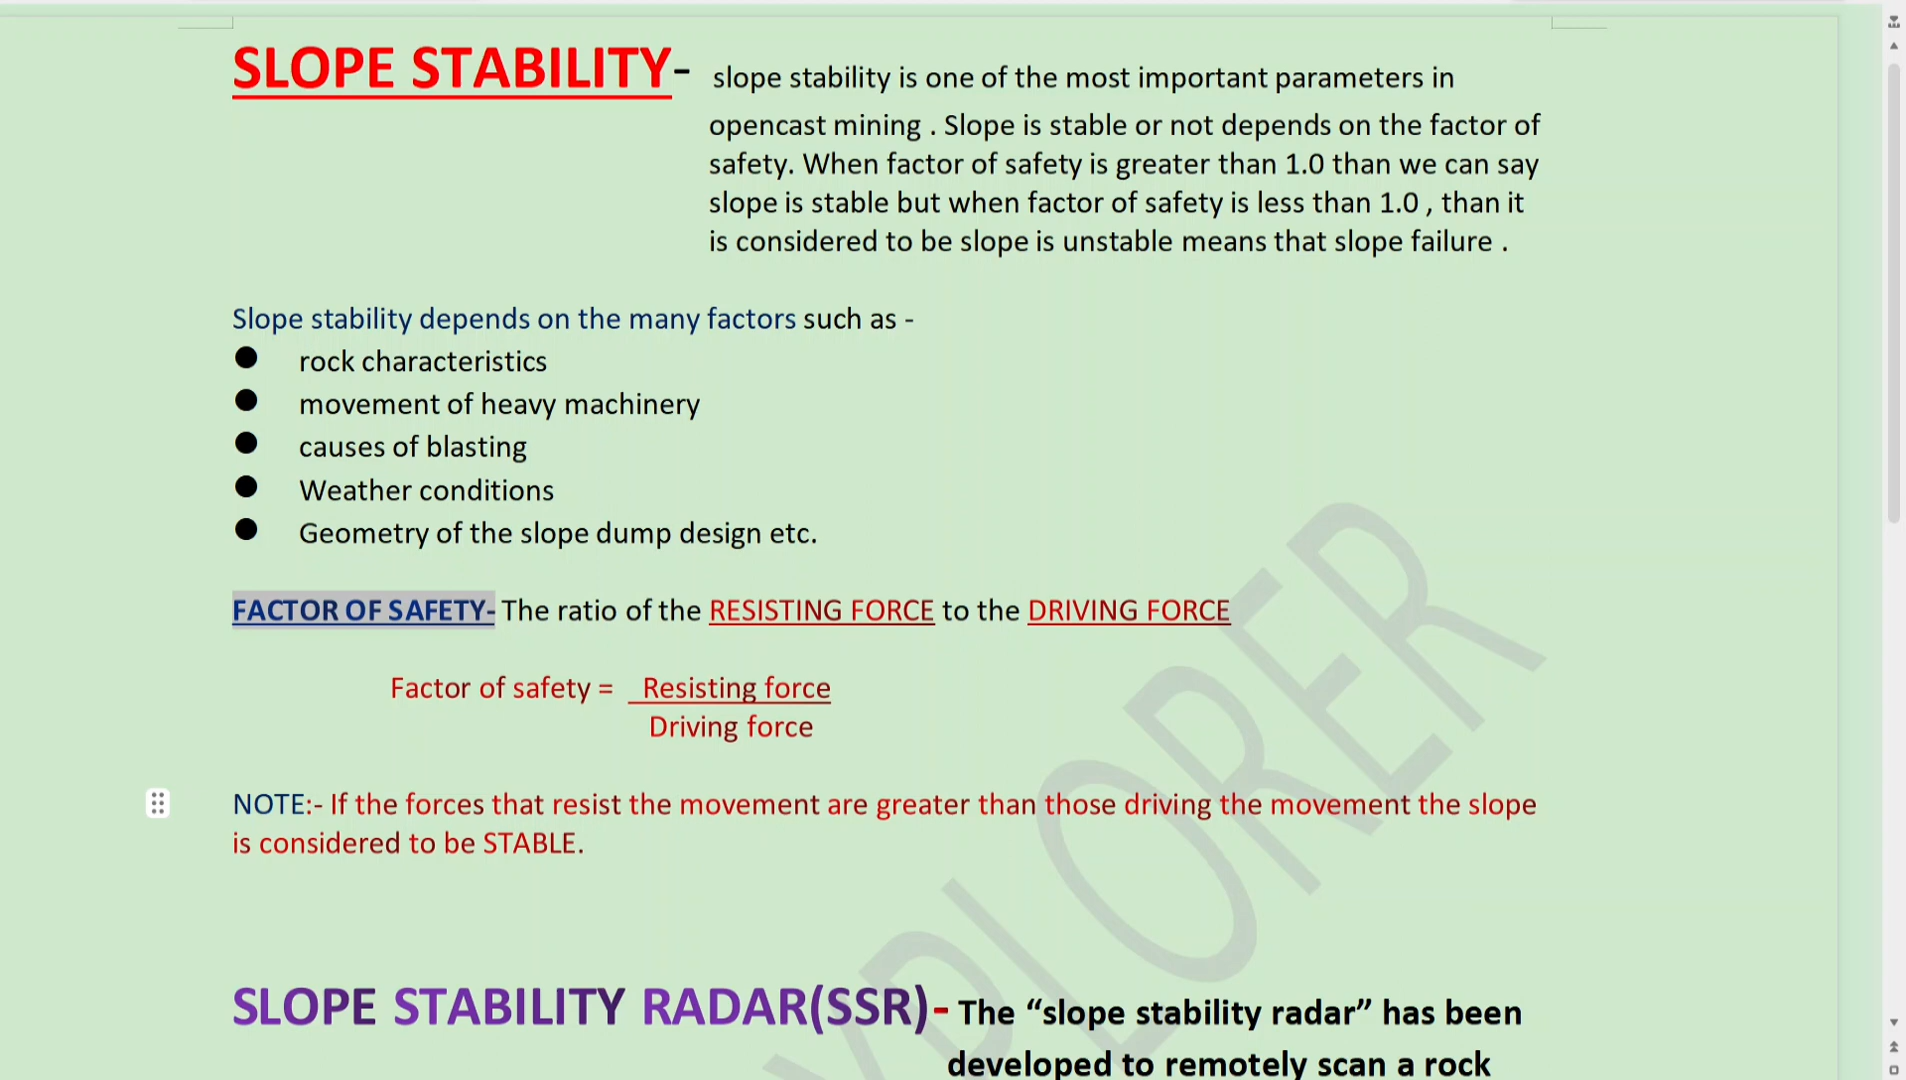 SLOPE STABILITY- slope stability is one of the most important parameters in
opencast mining . Slope is stable or not depends on the factor of
safety. When factor of safety is greater than 1.0 than we can say
slope is stable but when factor of safety is less than 1.0 , than it
is considered to be slope is unstable means that slope failure .
Slope stability depends on the many factors such as -
● rock characteristics
● movement of heavy machinery
● causes of blasting
● Weather conditions
● Geometry of the slope dump design etc.
FACTOR OF SAFETY- The ratio of the RESISTING FORCE to the DRIVING FORCE
Factor of safety = Resisting force
Driving force
NOTE:- If the forces that resist the movement are greater than those driving the movement the slope
is considered to be STABLE.
SLOPE STABILITY RADAR(SSR)- The “slope stability radar” has been
developed to remotely scan a rock
XPLORER